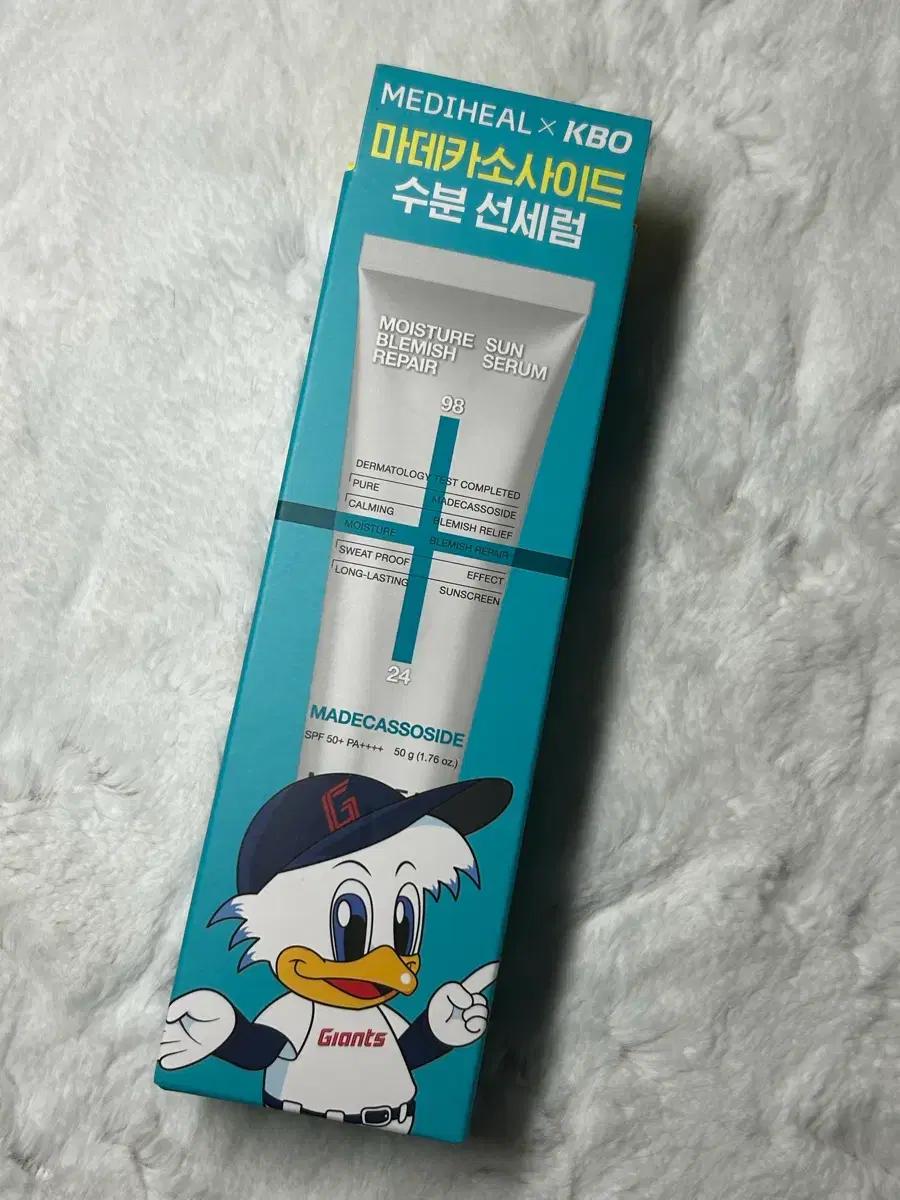 MEDIHEAL × KBO
마데카소사이드
수분 선세럼
MOISTURE SUN
BLEMISH SERUM
REPAIR
98
DERMATOLOGY TEST COMPLETED
PURE MADECASSOSIDE
CALMING BLEMISH RELIEF
MOISTURE BLEMISH REPAIR
SWEAT PROOF EFFECT
LONG-LASTING SUNSCREEN
24
MADECASSOSIDE
SPF 50+ PA++++ 50 g (1.76 oz.)
G
Giants